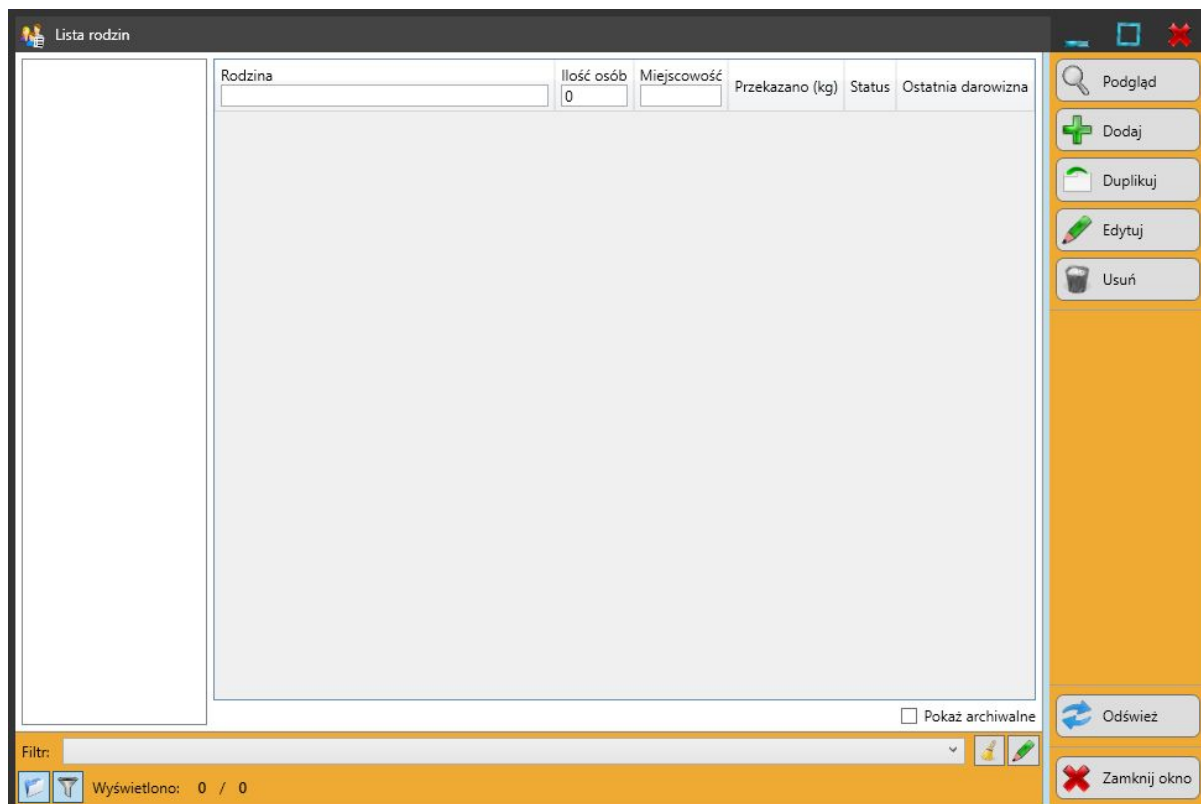 Lista rodzin
Rodzina
Ilość osób
0
Miejscowość
Przekazano (kg)
Status
Ostatnia darowizna
Pokaż archiwalne
Filtr:
Wyświetlono: 0 / 0
Podgląd
Dodaj
Duplikuj
Edytuj
Usuń
Odśwież
Zamknij okno